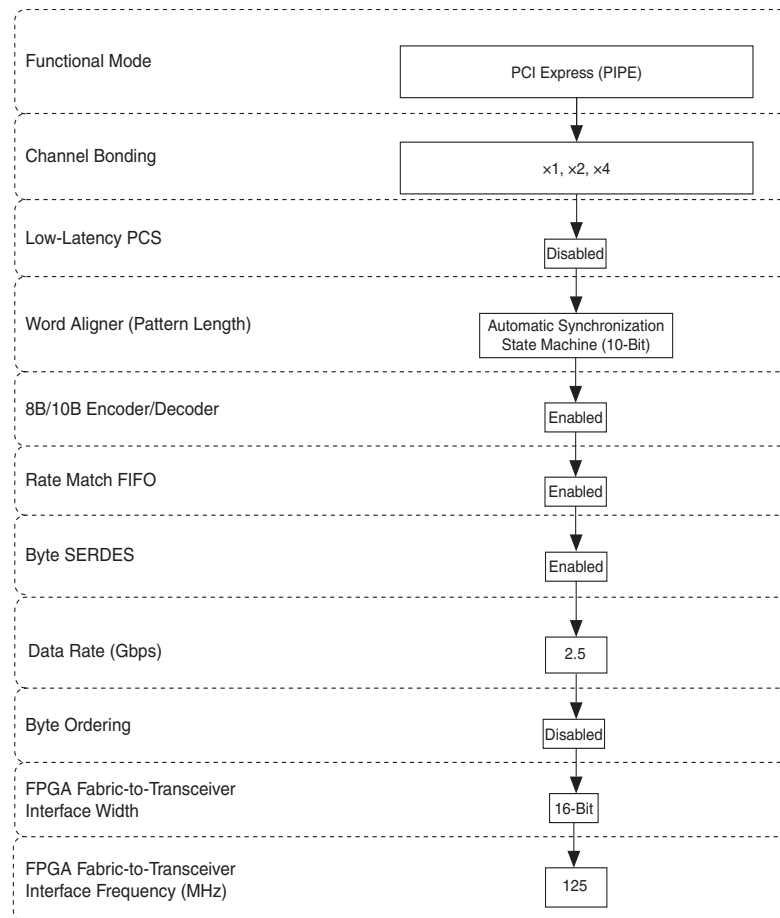 Functional Mode
PCI Express (PIPE)
Channel Bonding
×1, ×2, ×4
Low-Latency PCS
Disabled
Word Aligner (Pattern Length)
Automatic Synchronization
State Machine (10-Bit)
8B/10B Encoder/Decoder
Enabled
Rate Match FIFO
Enabled
Byte SERDES
Enabled
Data Rate (Gbps)
2.5
Byte Ordering
Disabled
FPGA Fabric-to-Transceiver
Interface Width
16-Bit
FPGA Fabric-to-Transceiver
Interface Frequency (MHz)
125